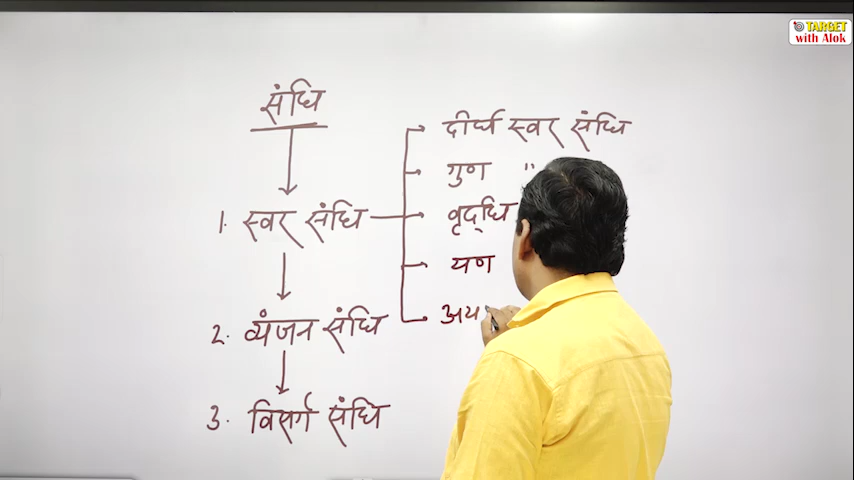 TARGET
with Alok
संधि
1. स्वर संधि
2. व्यंजन संधि
3. विसर्ग संधि
दीर्घ स्वर संधि
गुण "
वृद्धि
यण
अय